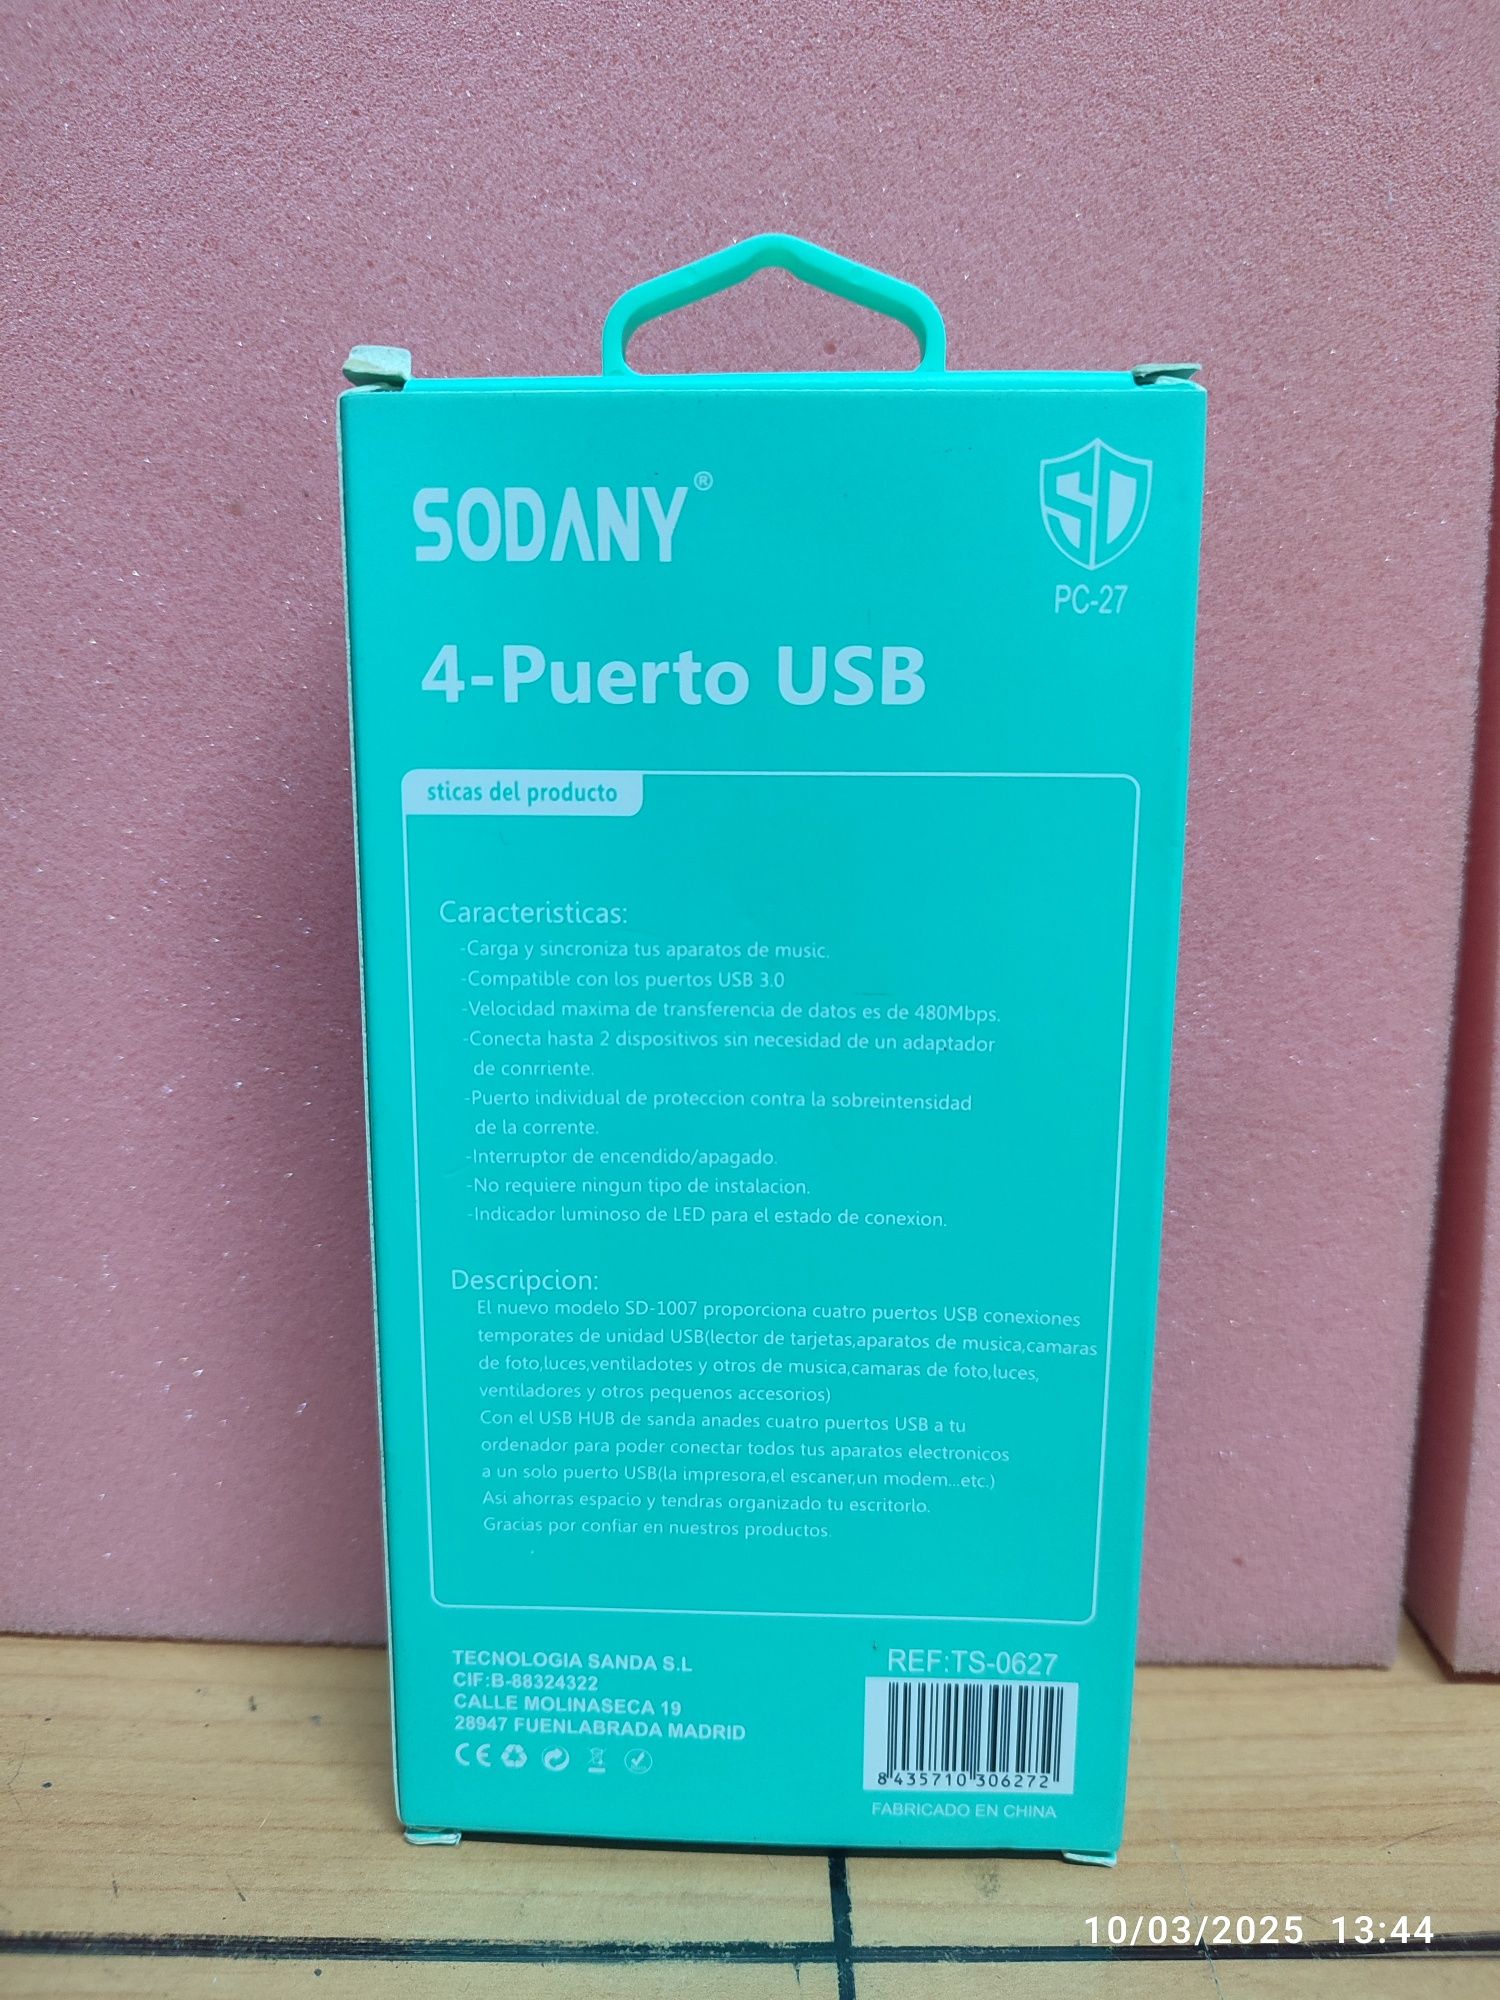 SODANY®
SD
PC-27
4-Puerto USB
sticas del producto
Caracteristicas:
-Carga y sincroniza tus aparatos de music.
-Compatible con los puertos USB 3.0
-Velocidad maxima de transferencia de datos es de 480Mbps.
-Conecta hasta 2 dispositivos sin necesidad de un adaptador
de conrriente.
-Puerto individual de proteccion contra la sobreintensidad
de la corrente.
-Interruptor de encendido/apagado.
-No requiere ningun tipo de instalacion.
-Indicador luminoso de LED para el estado de conexion.
Descripcion:
El nuevo modelo SD-1007 proporciona cuatro puertos USB conexiones
temporates de unidad USB(lector de tarjetas,aparatos de musica,camaras
de foto,luces,ventiladotes y otros de musica,camaras de foto,luces,
ventiladores y otros pequenos accesorios)
Con el USB HUB de sanda anades cuatro puertos USB a tu
ordenador para poder conectar todos tus aparatos electronicos
a un solo puerto USB(la impresora,el escaner,un modem...etc.)
Asi ahorras espacio y tendras organizado tu escritorlo.
Gracias por confiar en nuestros productos.
TECNOLOGIA SANDA S.L
CIF:B-88324322
CALLE MOLINASECA 19
28947 FUENLABRADA MADRID
CE
REF:TS-0627
8 435710 306272
FABRICADO EN CHINA
10/03/2025 13:44